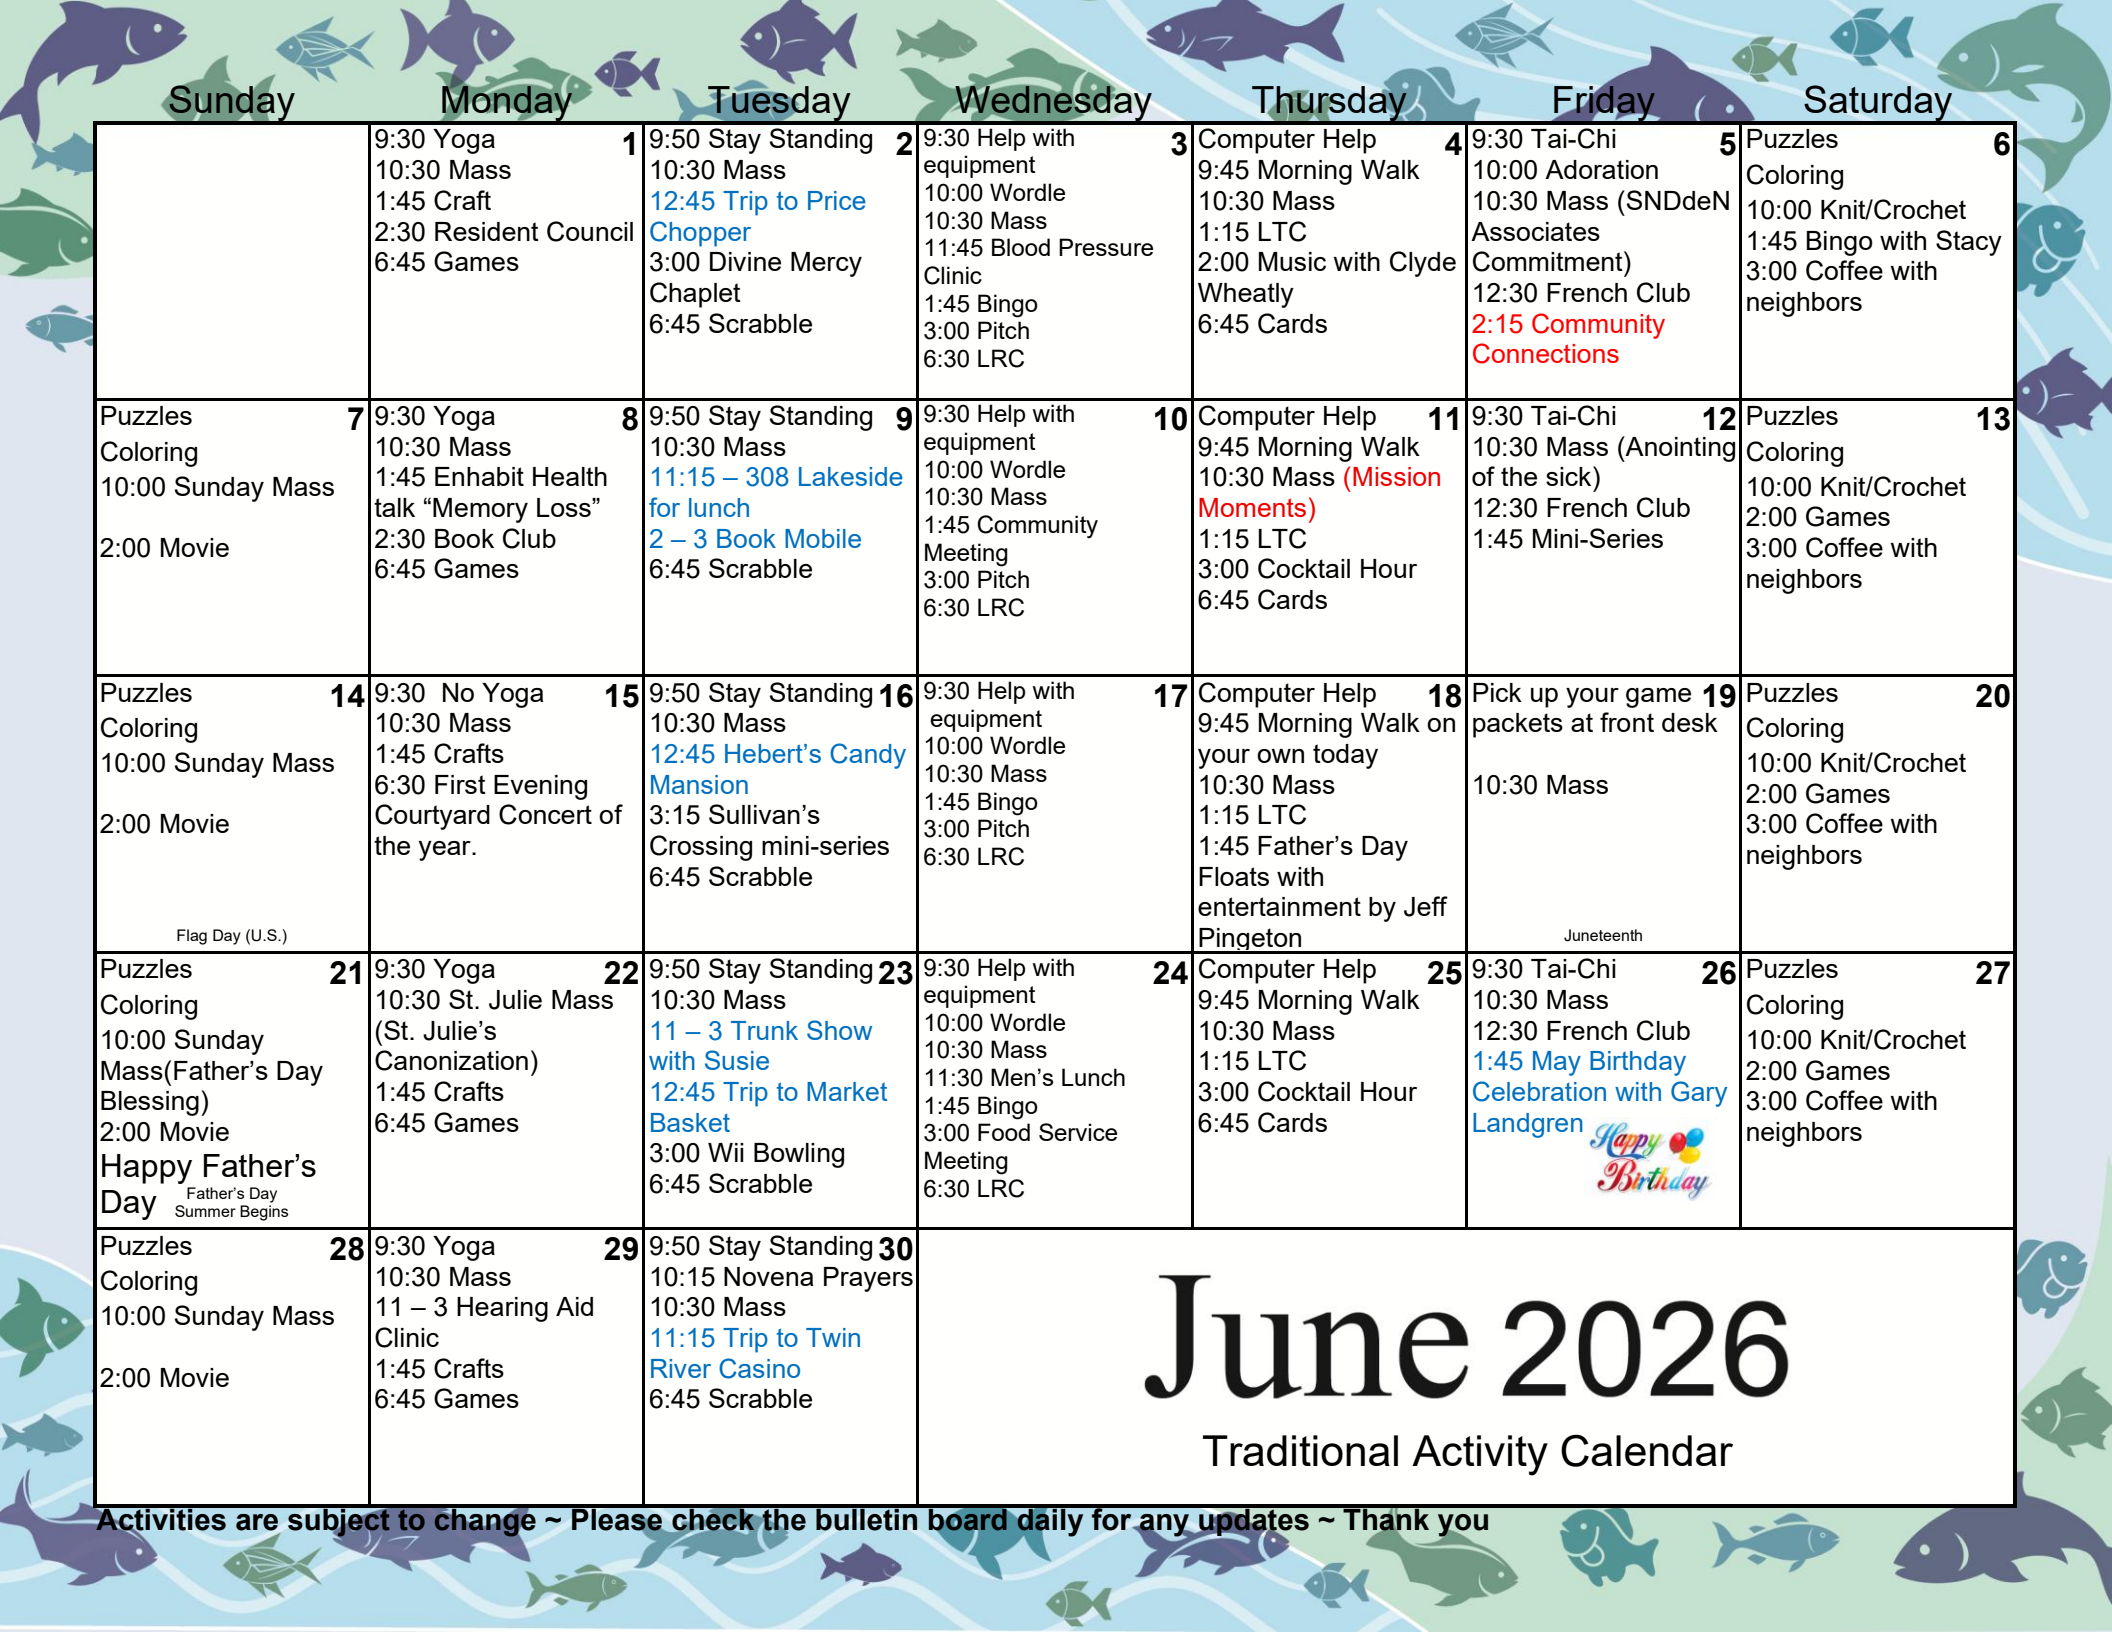 Sunday Monday Tuesday Wednesday Thursday Friday Saturday
1
9:30 Yoga
10:30 Mass
1:45 Craft
2:30 Resident Council
6:45 Games
2
9:50 Stay Standing
10:30 Mass
12:45 Trip to Price
Chopper
3:00 Divine Mercy
Chaplet
6:45 Scrabble
3
9:30 Help with
equipment
10:00 Wordle
10:30 Mass
11:45 Blood Pressure
Clinic
1:45 Bingo
3:00 Pitch
6:30 LRC
4
Computer Help
9:45 Morning Walk
10:30 Mass
1:15 LTC
2:00 Music with Clyde
Wheatly
6:45 Cards
5
9:30 Tai-Chi
10:00 Adoration
10:30 Mass (SNDdeN
Associates
Commitment)
12:30 French Club
2:15 Community
Connections
6
Puzzles
Coloring
10:00 Knit/Crochet
1:45 Bingo with Stacy
3:00 Coffee with
neighbors
7
Puzzles
Coloring
10:00 Sunday Mass
2:00 Movie
8
9:30 Yoga
10:30 Mass
1:45 Enhabit Health
talk “Memory Loss”
2:30 Book Club
6:45 Games
9
9:50 Stay Standing
10:30 Mass
11:15 – 308 Lakeside
for lunch
2 – 3 Book Mobile
6:45 Scrabble
10
9:30 Help with
equipment
10:00 Wordle
10:30 Mass
1:45 Community
Meeting
3:00 Pitch
6:30 LRC
11
Computer Help
9:45 Morning Walk
10:30 Mass (Mission
Moments)
1:15 LTC
3:00 Cocktail Hour
6:45 Cards
12
9:30 Tai-Chi
10:30 Mass (Anointing
of the sick)
12:30 French Club
1:45 Mini-Series
13
Puzzles
Coloring
10:00 Knit/Crochet
2:00 Games
3:00 Coffee with
neighbors
14
Puzzles
Coloring
10:00 Sunday Mass
2:00 Movie
Flag Day (U.S.)
15
9:30 No Yoga
10:30 Mass
1:45 Crafts
6:30 First Evening
Courtyard Concert of
the year.
16
9:50 Stay Standing
10:30 Mass
12:45 Hebert’s Candy
Mansion
3:15 Sullivan’s
Crossing mini-series
6:45 Scrabble
17
9:30 Help with
equipment
10:00 Wordle
10:30 Mass
1:45 Bingo
3:00 Pitch
6:30 LRC
18
Computer Help
9:45 Morning Walk on
your own today
10:30 Mass
1:15 LTC
1:45 Father’s Day
Floats with
entertainment by Jeff
Pingeton
19
Pick up your game
packets at front desk
10:30 Mass
Juneteenth
20
Puzzles
Coloring
10:00 Knit/Crochet
2:00 Games
3:00 Coffee with
neighbors
21
Puzzles
Coloring
10:00 Sunday
Mass(Father’s Day
Blessing)
2:00 Movie
Happy Father’s
Day
Father’s Day
Summer Begins
22
9:30 Yoga
10:30 St. Julie Mass
(St. Julie’s
Canonization)
1:45 Crafts
6:45 Games
23
9:50 Stay Standing
10:30 Mass
11 – 3 Trunk Show
with Susie
12:45 Trip to Market
Basket
3:00 Wii Bowling
6:45 Scrabble
24
9:30 Help with
equipment
10:00 Wordle
10:30 Mass
11:30 Men’s Lunch
1:45 Bingo
3:00 Food Service
Meeting
6:30 LRC
25
Computer Help
9:45 Morning Walk
10:30 Mass
1:15 LTC
3:00 Cocktail Hour
6:45 Cards
26
9:30 Tai-Chi
10:30 Mass
12:30 French Club
1:45 May Birthday
Celebration with Gary
Landgren
Happy
Birthday
27
Puzzles
Coloring
10:00 Knit/Crochet
2:00 Games
3:00 Coffee with
neighbors
28
Puzzles
Coloring
10:00 Sunday Mass
2:00 Movie
29
9:30 Yoga
10:30 Mass
11 – 3 Hearing Aid
Clinic
1:45 Crafts
6:45 Games
30
9:50 Stay Standing
10:15 Novena Prayers
10:30 Mass
11:15 Trip to Twin
River Casino
6:45 Scrabble
June 2026
Traditional Activity Calendar
Activities are subject to change ~ Please check the bulletin board daily for any updates ~ Thank you